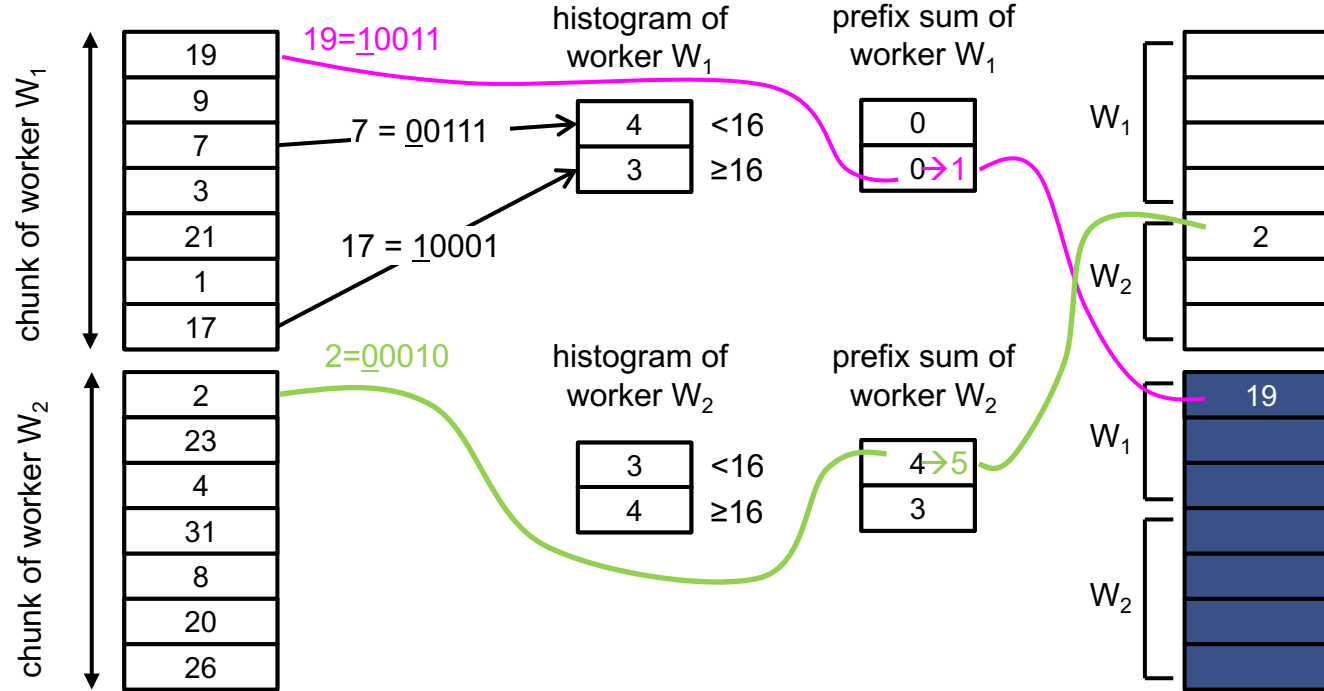 chunk of worker W₁
19
9
7
3
21
1
17
19=10011
7 = 00111
17 = 10001
histogram of
worker W₁
4 <16
3 ≥16
prefix sum of
worker W₁
0
0→1
W₁
W₂
2
chunk of worker W₂
2
23
4
31
8
20
26
2=00010
histogram of
worker W₂
3 <16
4 ≥16
prefix sum of
worker W₂
4→5
3
W₁
W₂
19